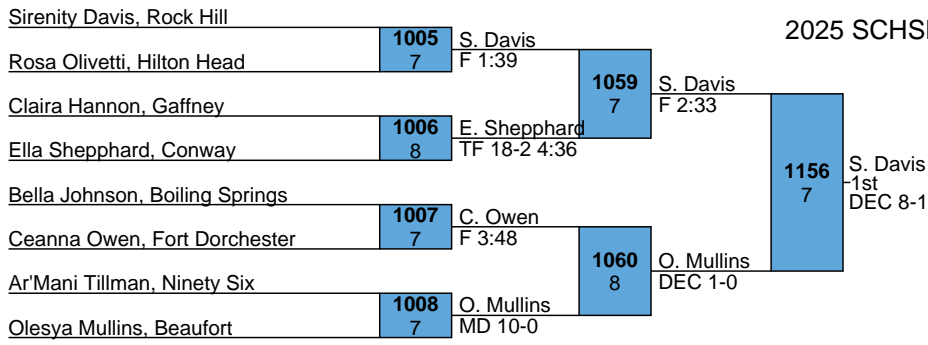 Sirenity Davis, Rock Hill
1005
7
S. Davis
F 1:39
2025 SCHS
Rosa Olivetti, Hilton Head
1059
7
S. Davis
F 2:33
Claira Hannon, Gaffney
1006
8
E. Shepphard
TF 18-2 4:36
Ella Shepphard, Conway
1156
7
S. Davis
1st
DEC 8-1
Bella Johnson, Boiling Springs
1007
7
C. Owen
F 3:48
Ceanna Owen, Fort Dorchester
1060
8
O. Mullins
DEC 1-0
Ar'Mani Tillman, Ninety Six
1008
7
O. Mullins
MD 10-0
Olesya Mullins, Beaufort